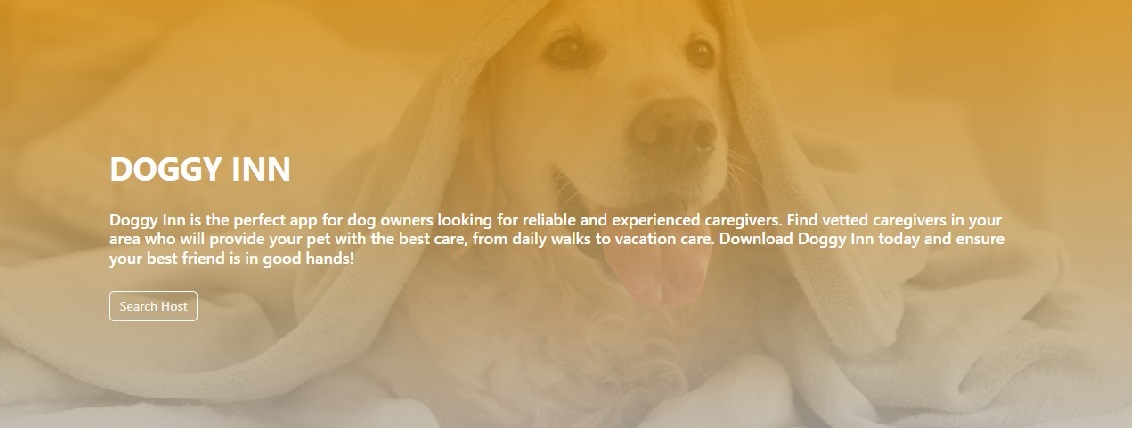 DOGGY INN
Doggy Inn is the perfect app for dog owners looking for reliable and experienced caregivers. Find vetted caregivers in your
area who will provide your pet with the best care, from daily walks to vacation care. Download Doggy Inn today and ensure
your best friend is in good hands!
Search Host